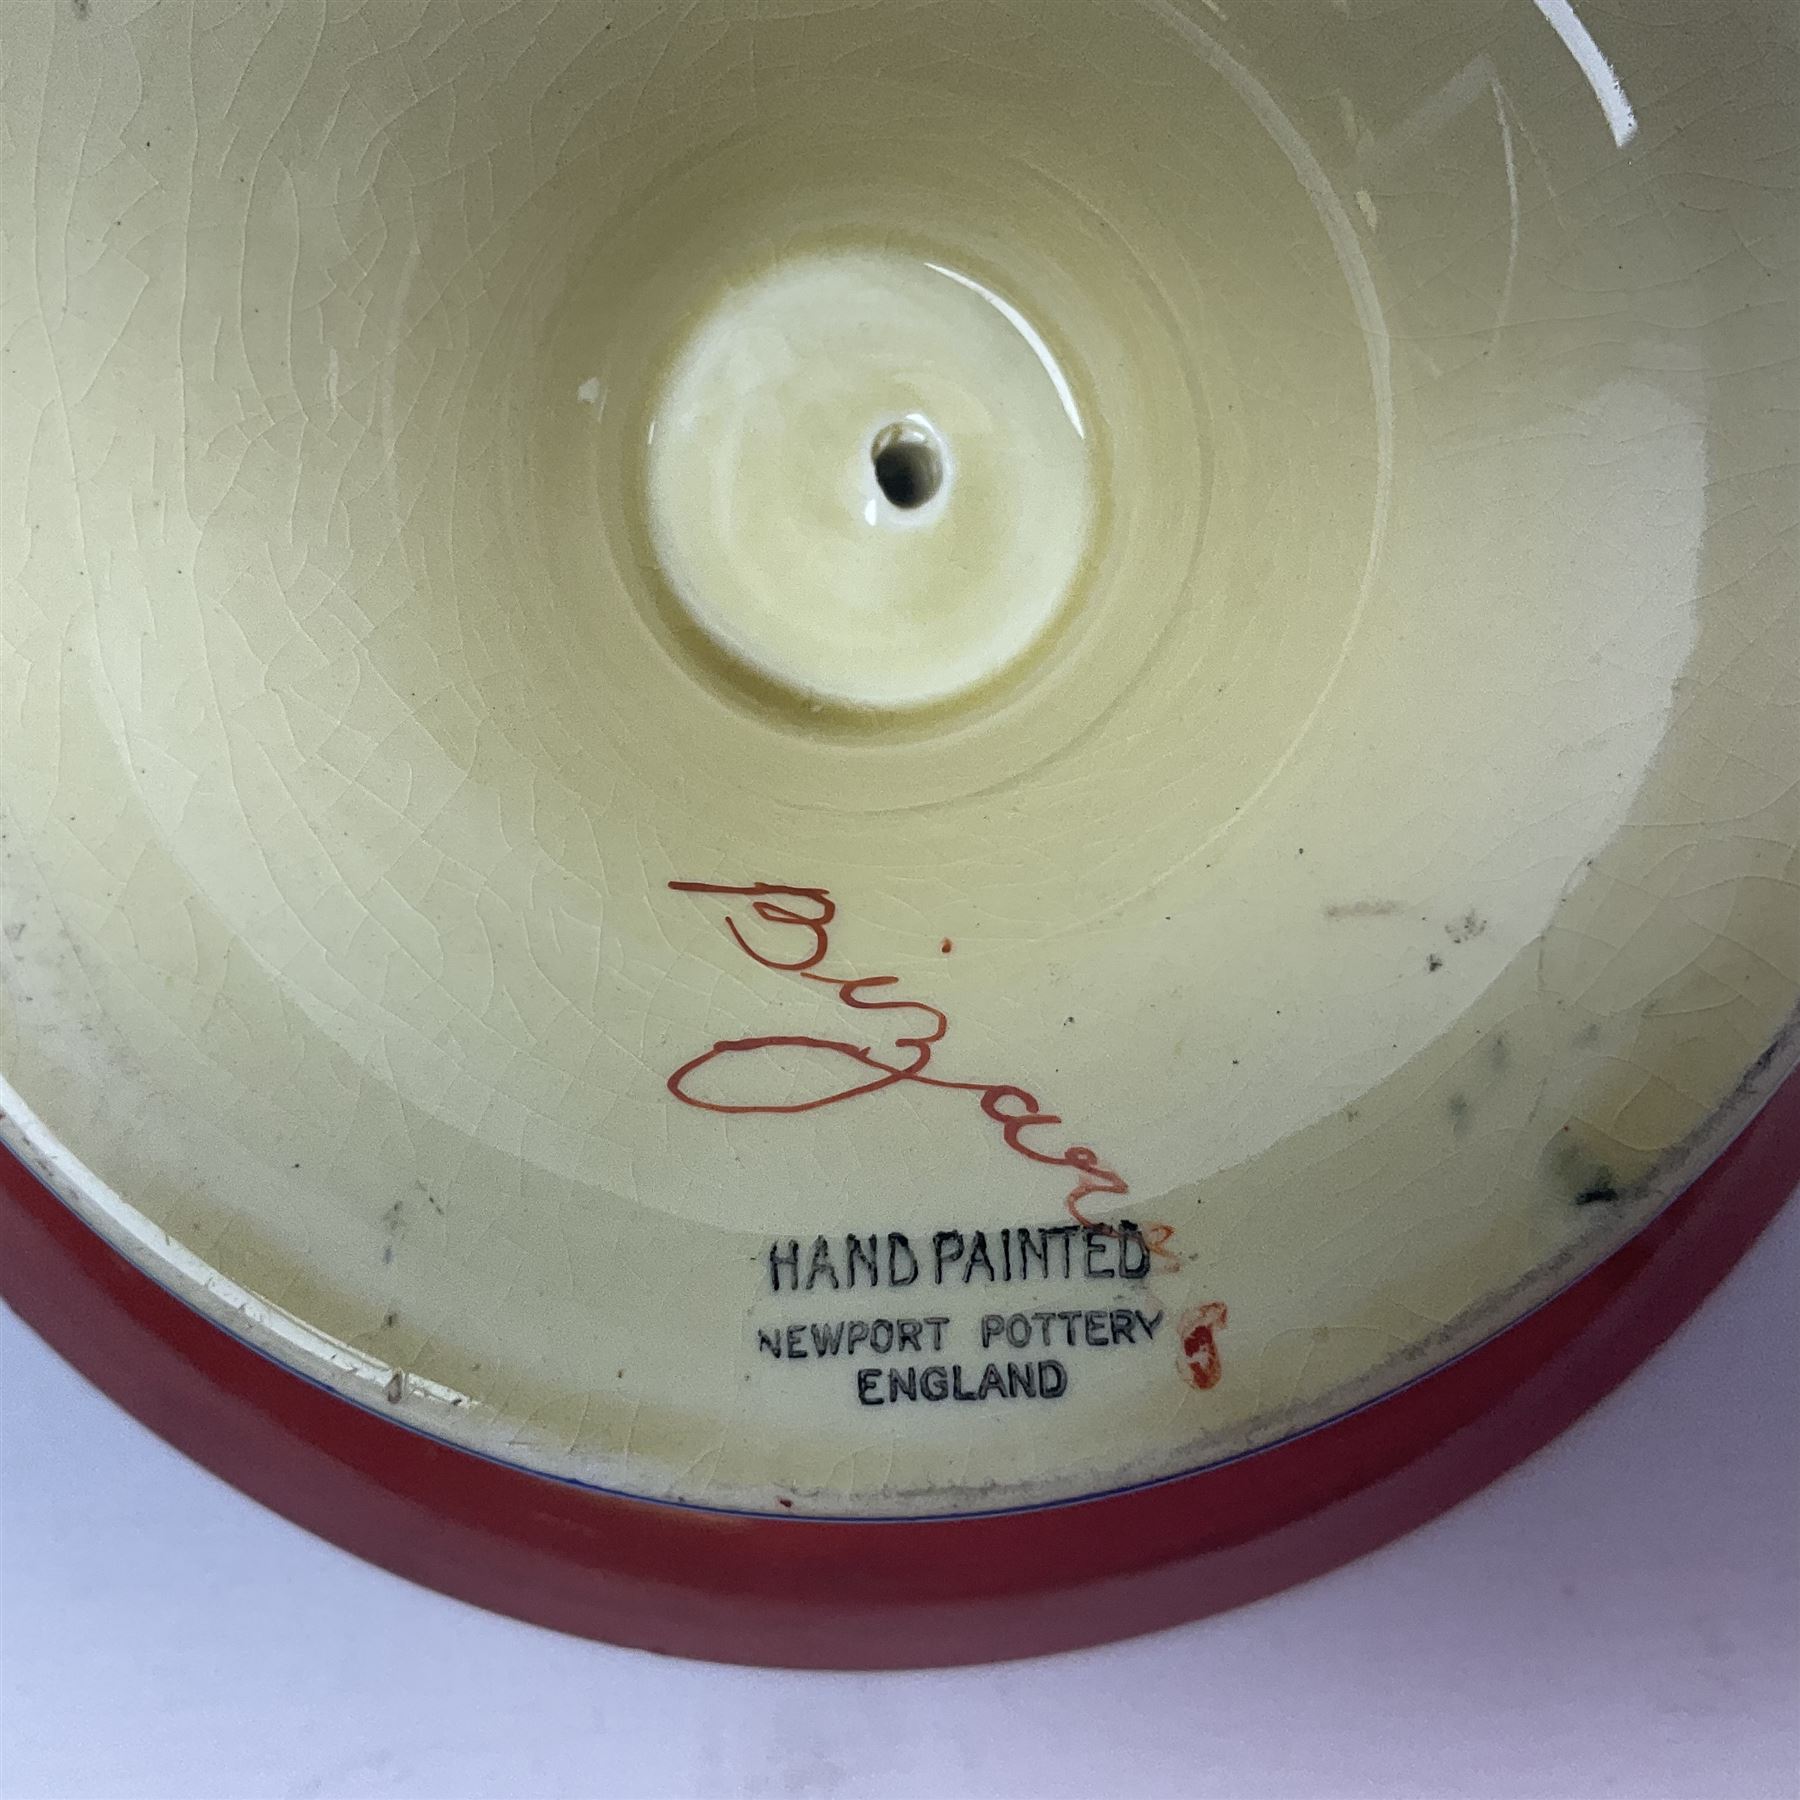 Bizarre
HAND PAINTED
NEWPORT POTTERY
ENGLAND